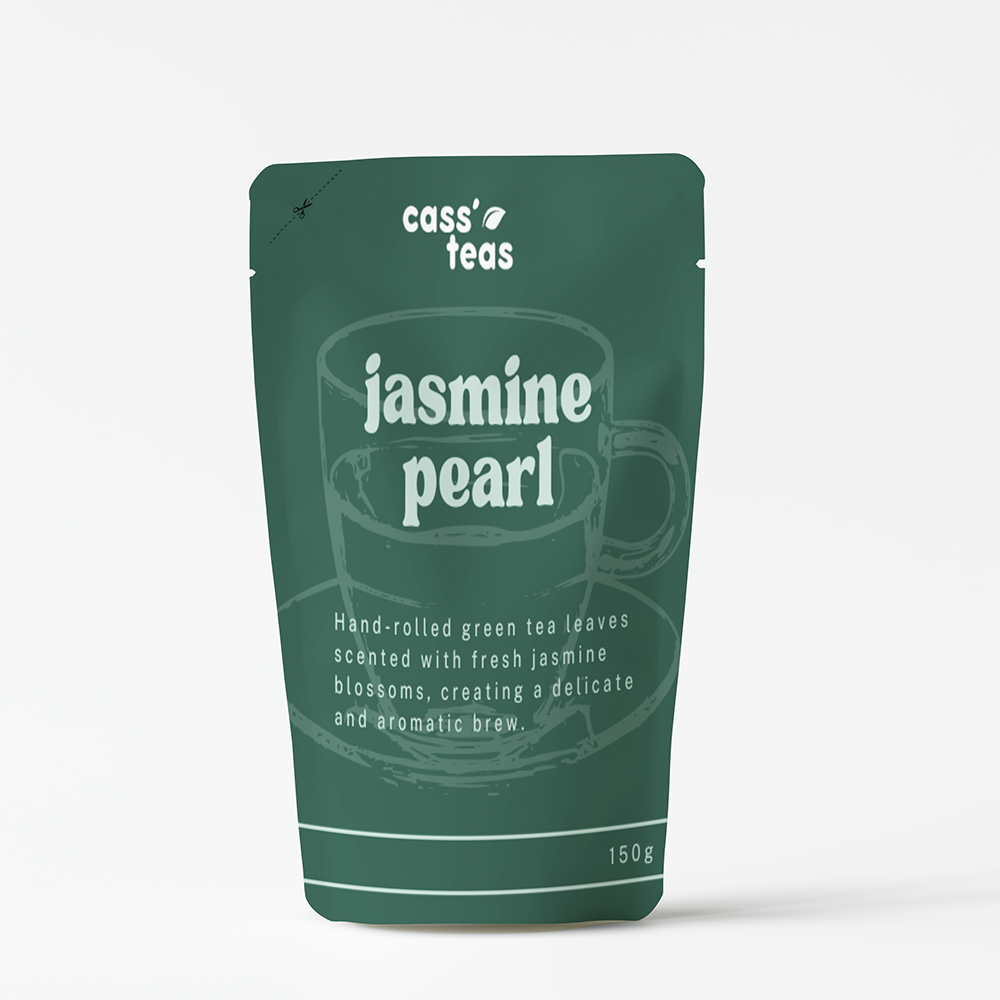 cass'
teas
jasmine
pearl
Hand-rolled green tea leaves
scented with fresh jasmine
blossoms, creating a delicate
and aromatic brew.
150g